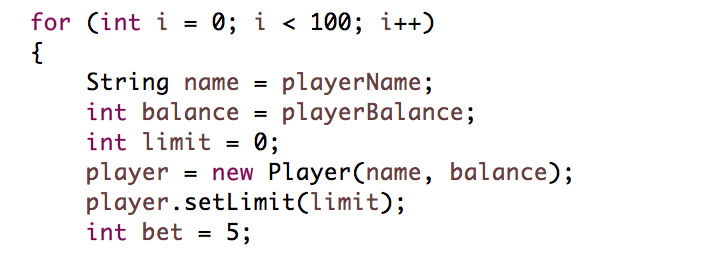 for (int i = 0; i < 100; i++)
{
    String name = playerName;
    int balance = playerBalance;
    int limit = 0;
    player = new Player(name, balance);
    player.setLimit(limit);
    int bet = 5;